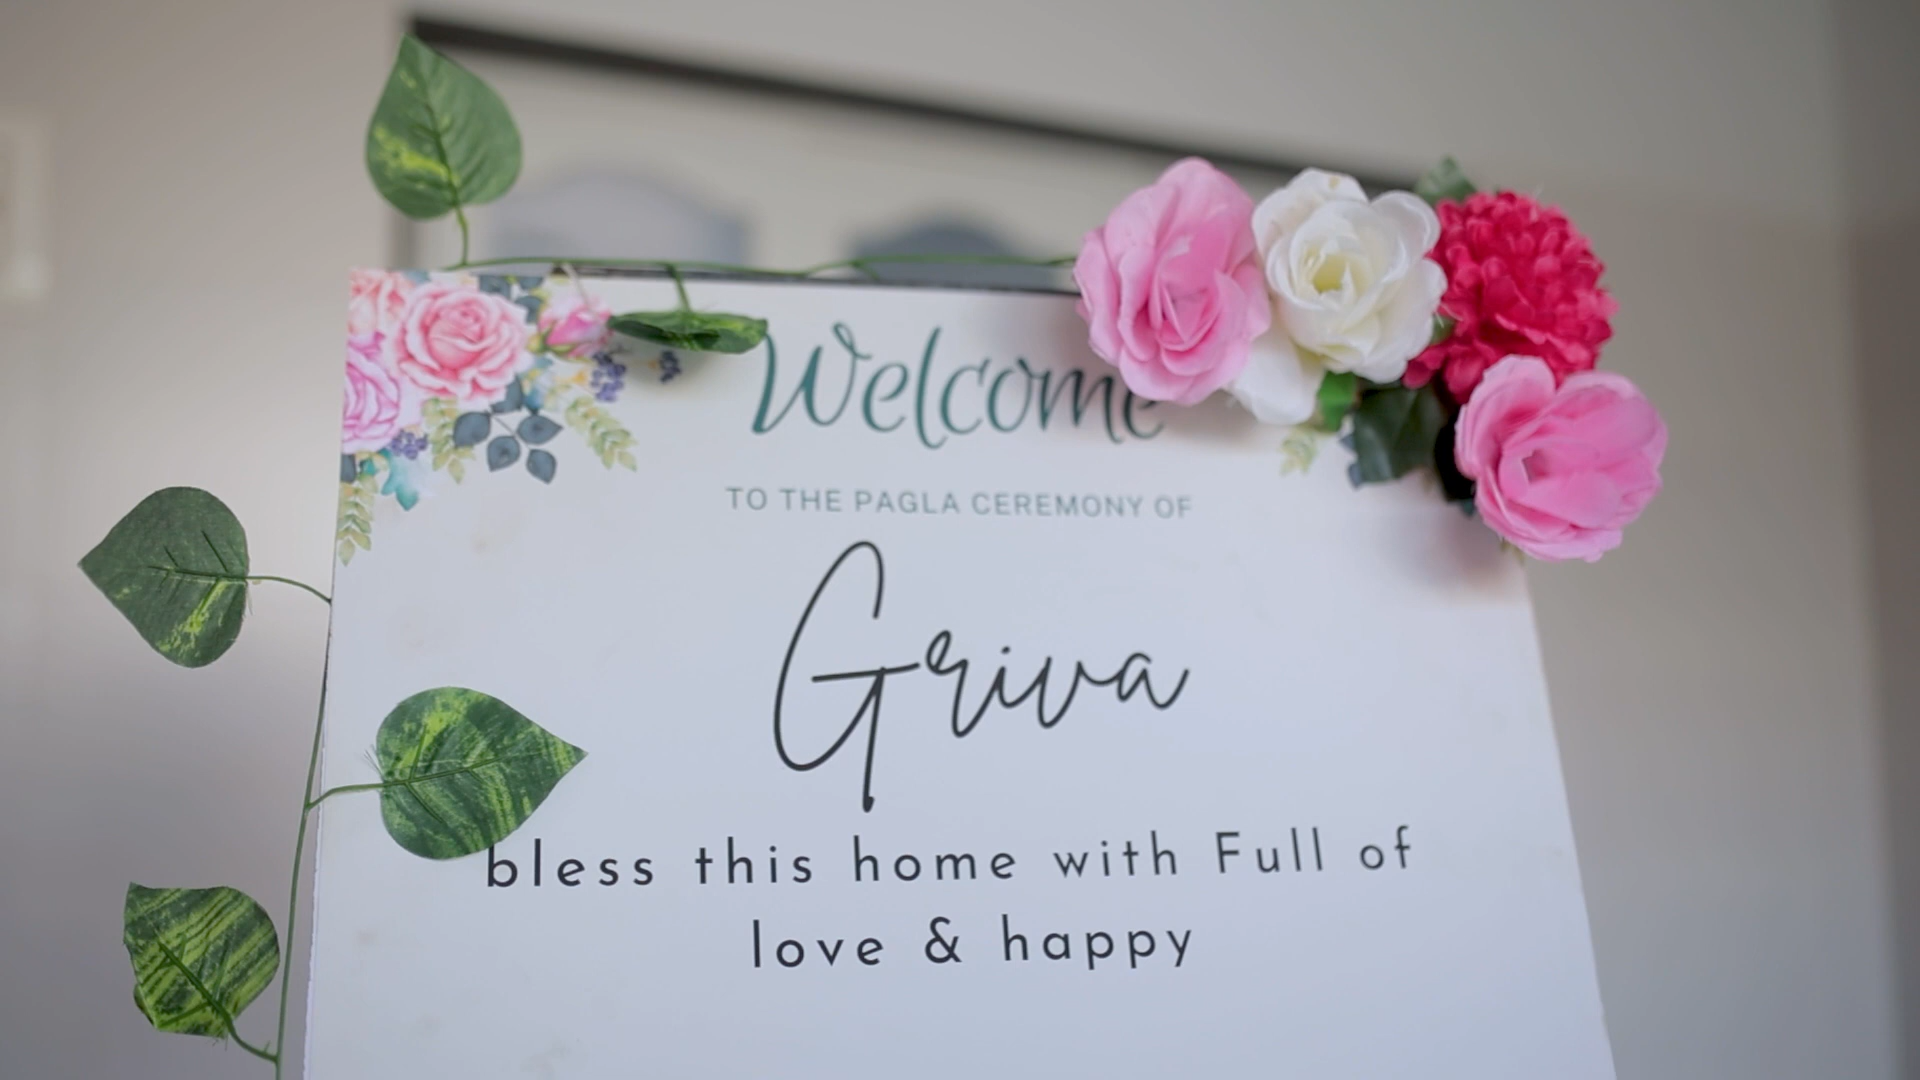 Welcome
TO THE PAGLA CEREMONY OF
Griva
bless this home with Full of
love & happy